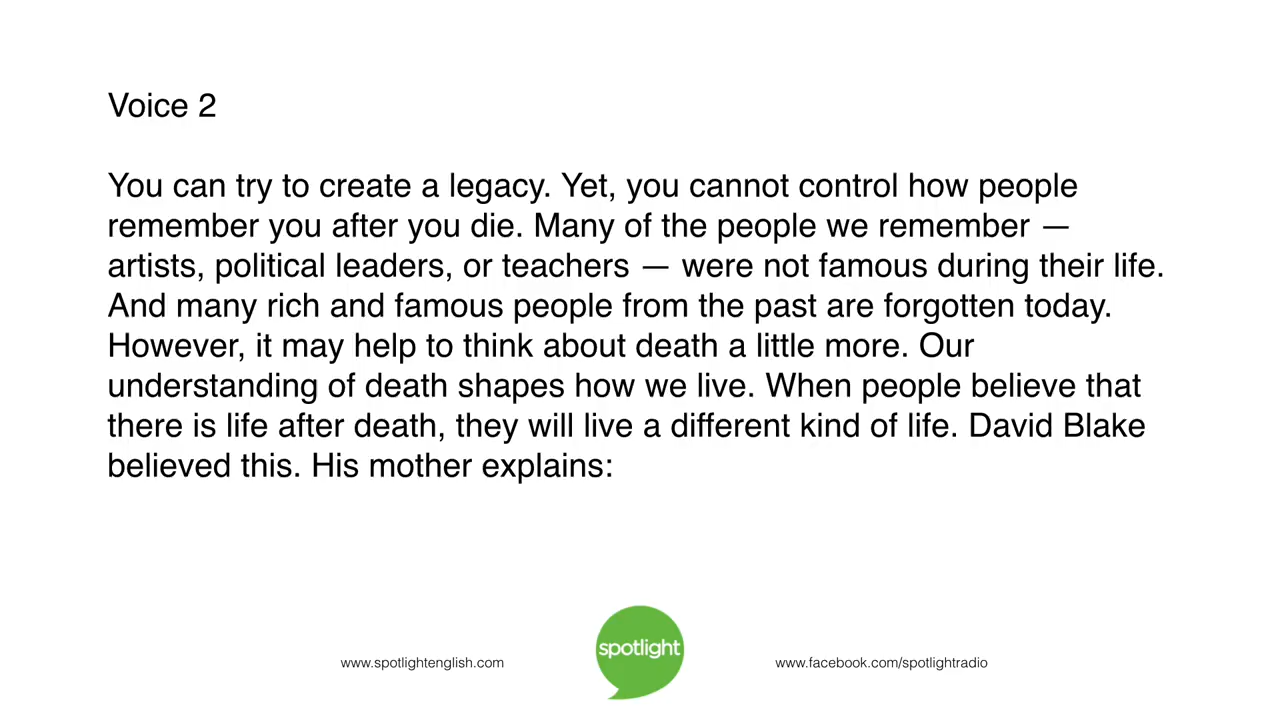 Voice 2
You can try to create a legacy. Yet, you cannot control how people
remember you after you die. Many of the people we remember —
artists, political leaders, or teachers — were not famous during their life.
And many rich and famous people from the past are forgotten today.
However, it may help to think about death a little more. Our
understanding of death shapes how we live. When people believe that
there is life after death, they will live a different kind of life. David Blake
believed this. His mother explains:
www.spotlightenglish.com
spotlight
www.facebook.com/spotlightradio